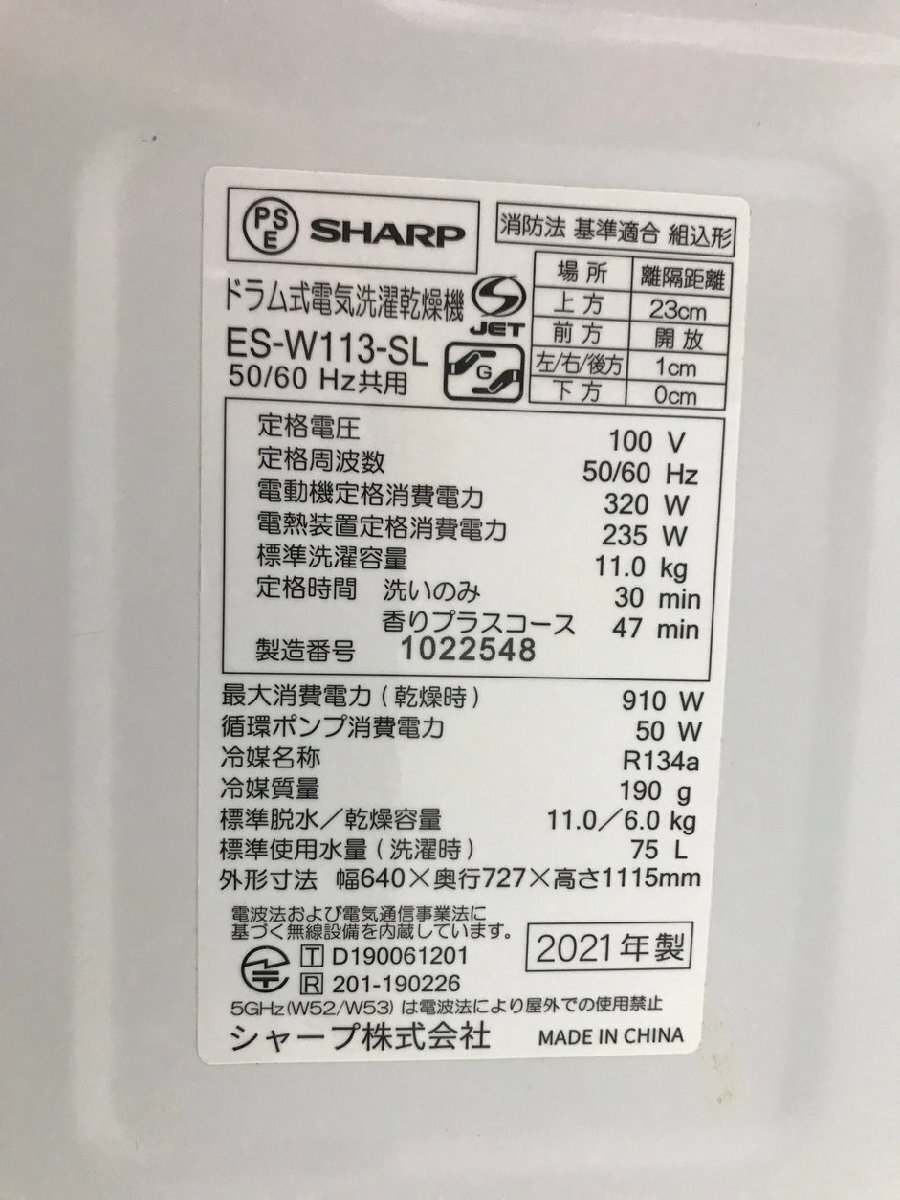 PSE SHARP
消防法 基準適合 組込形
ドラム式電気洗濯乾燥機
JET
ES-W113-SL
G
50/60 Hz共用
場所 離隔距離
上方 23cm
前方 開放
左/右/後方 1cm
下方 0cm
定格電圧 100 V
定格周波数 50/60 Hz
電動機定格消費電力 320 W
電熱装置定格消費電力 235 W
標準洗濯容量 11.0 kg
定格時間 洗いのみ 30 min
香りプラスコース 47 min
製造番号 1022548
最大消費電力(乾燥時) 910 W
循環ポンプ消費電力 50 W
冷媒名称 R134a
冷媒質量 190 g
標準脱水/乾燥容量 11.0/6.0 kg
標準使用水量(洗濯時) 75 L
外形寸法 幅640×奥行727×高さ1115mm
電波法および電気通信事業法に
基づく無線設備を内蔵しています。
T D190061201
R 201-190226
2021年製
5GHz(W52/W53)は電波法により屋外での使用禁止
シャープ株式会社 MADE IN CHINA